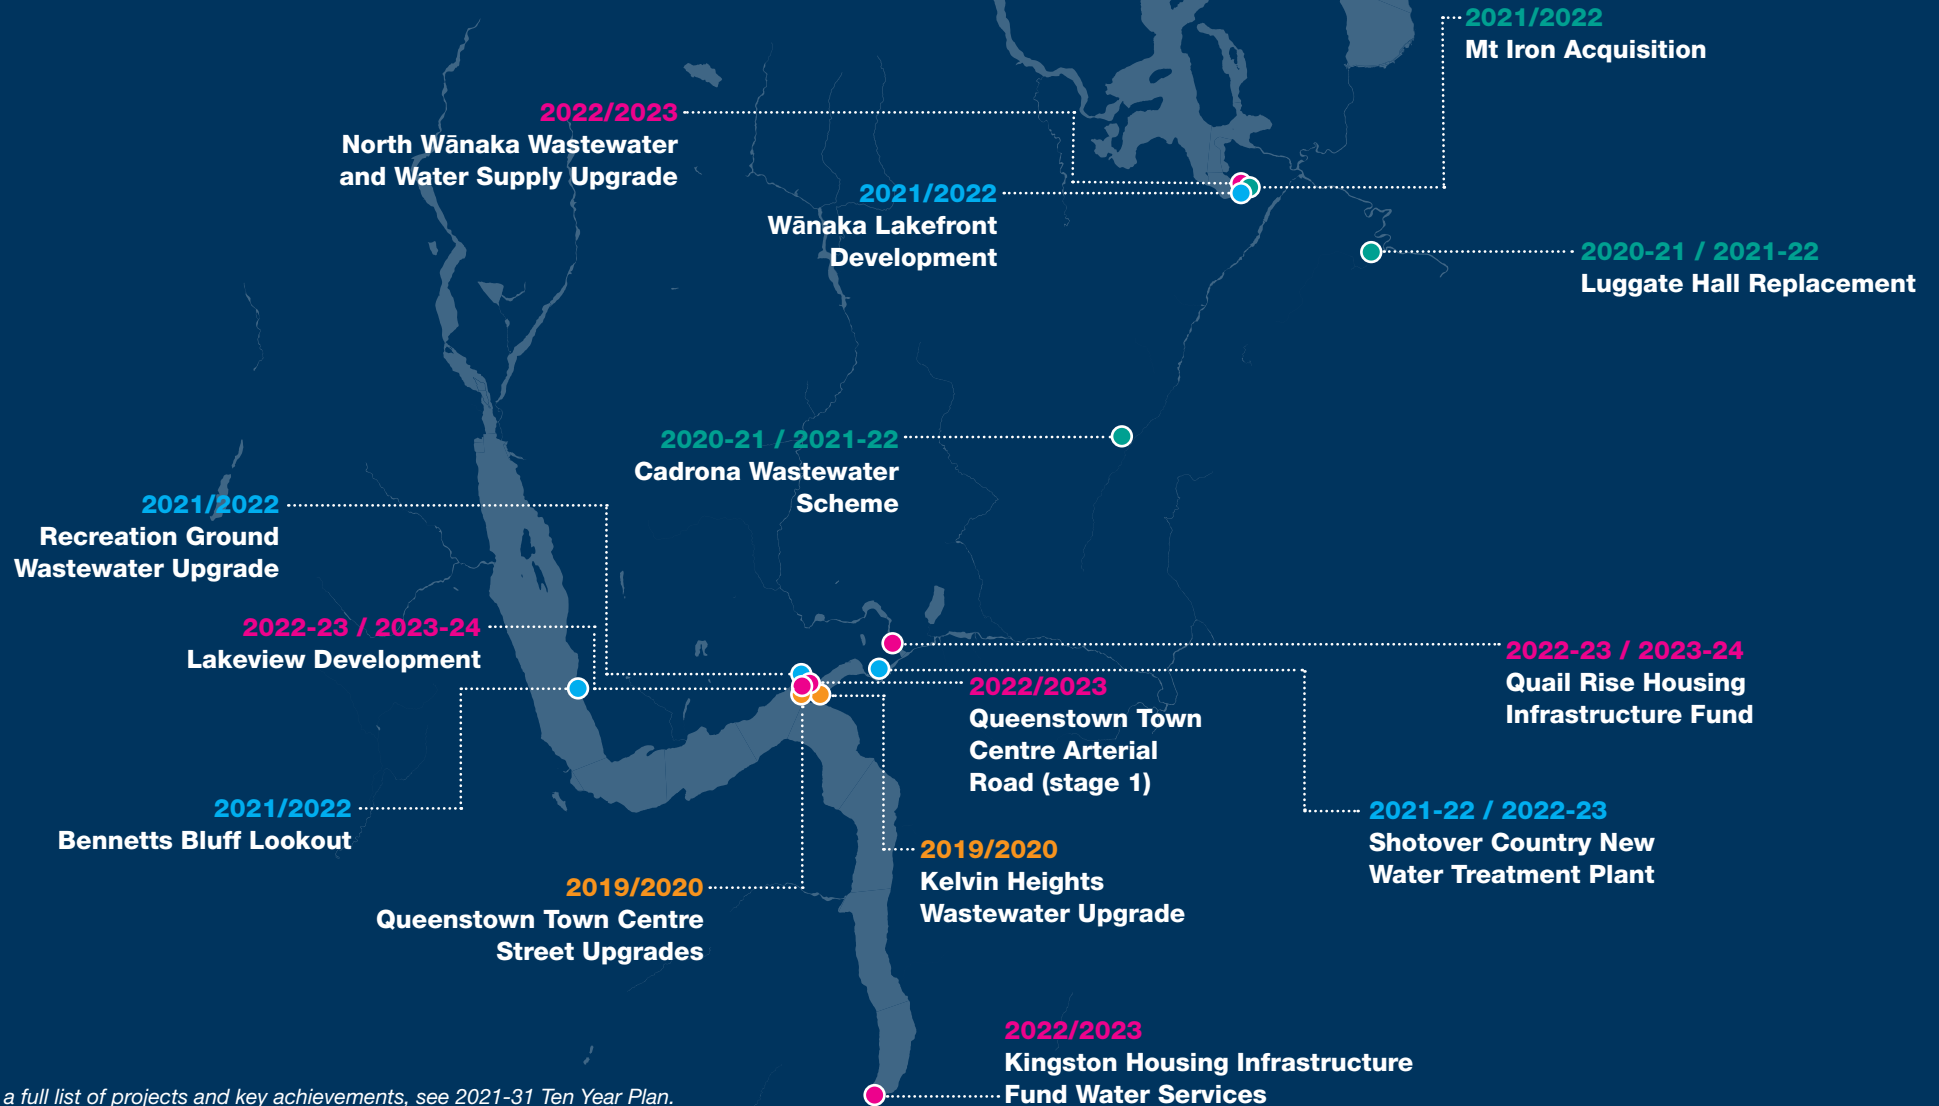 2021/2022
Mt Iron Acquisition
2022/2023
North Wānaka Wastewater
and Water Supply Upgrade
2021/2022
Wānaka Lakefront
Development
2020-21 / 2021-22
Luggate Hall Replacement
2020-21 / 2021-22
Cadrona Wastewater
Scheme
2021/2022
Recreation Ground
Wastewater Upgrade
2022-23 / 2023-24
Lakeview Development
2022-23 / 2023-24
Quail Rise Housing
Infrastructure Fund
2022/2023
Queenstown Town
Centre Arterial
Road (stage 1)
2021/2022
Bennetts Bluff Lookout
2021-22 / 2022-23
Shotover Country New
Water Treatment Plant
2019/2020
Kelvin Heights
Wastewater Upgrade
2019/2020
Queenstown Town Centre
Street Upgrades
2022/2023
Kingston Housing Infrastructure
Fund Water Services
a full list of projects and key achievements, see 2021-31 Ten Year Plan.